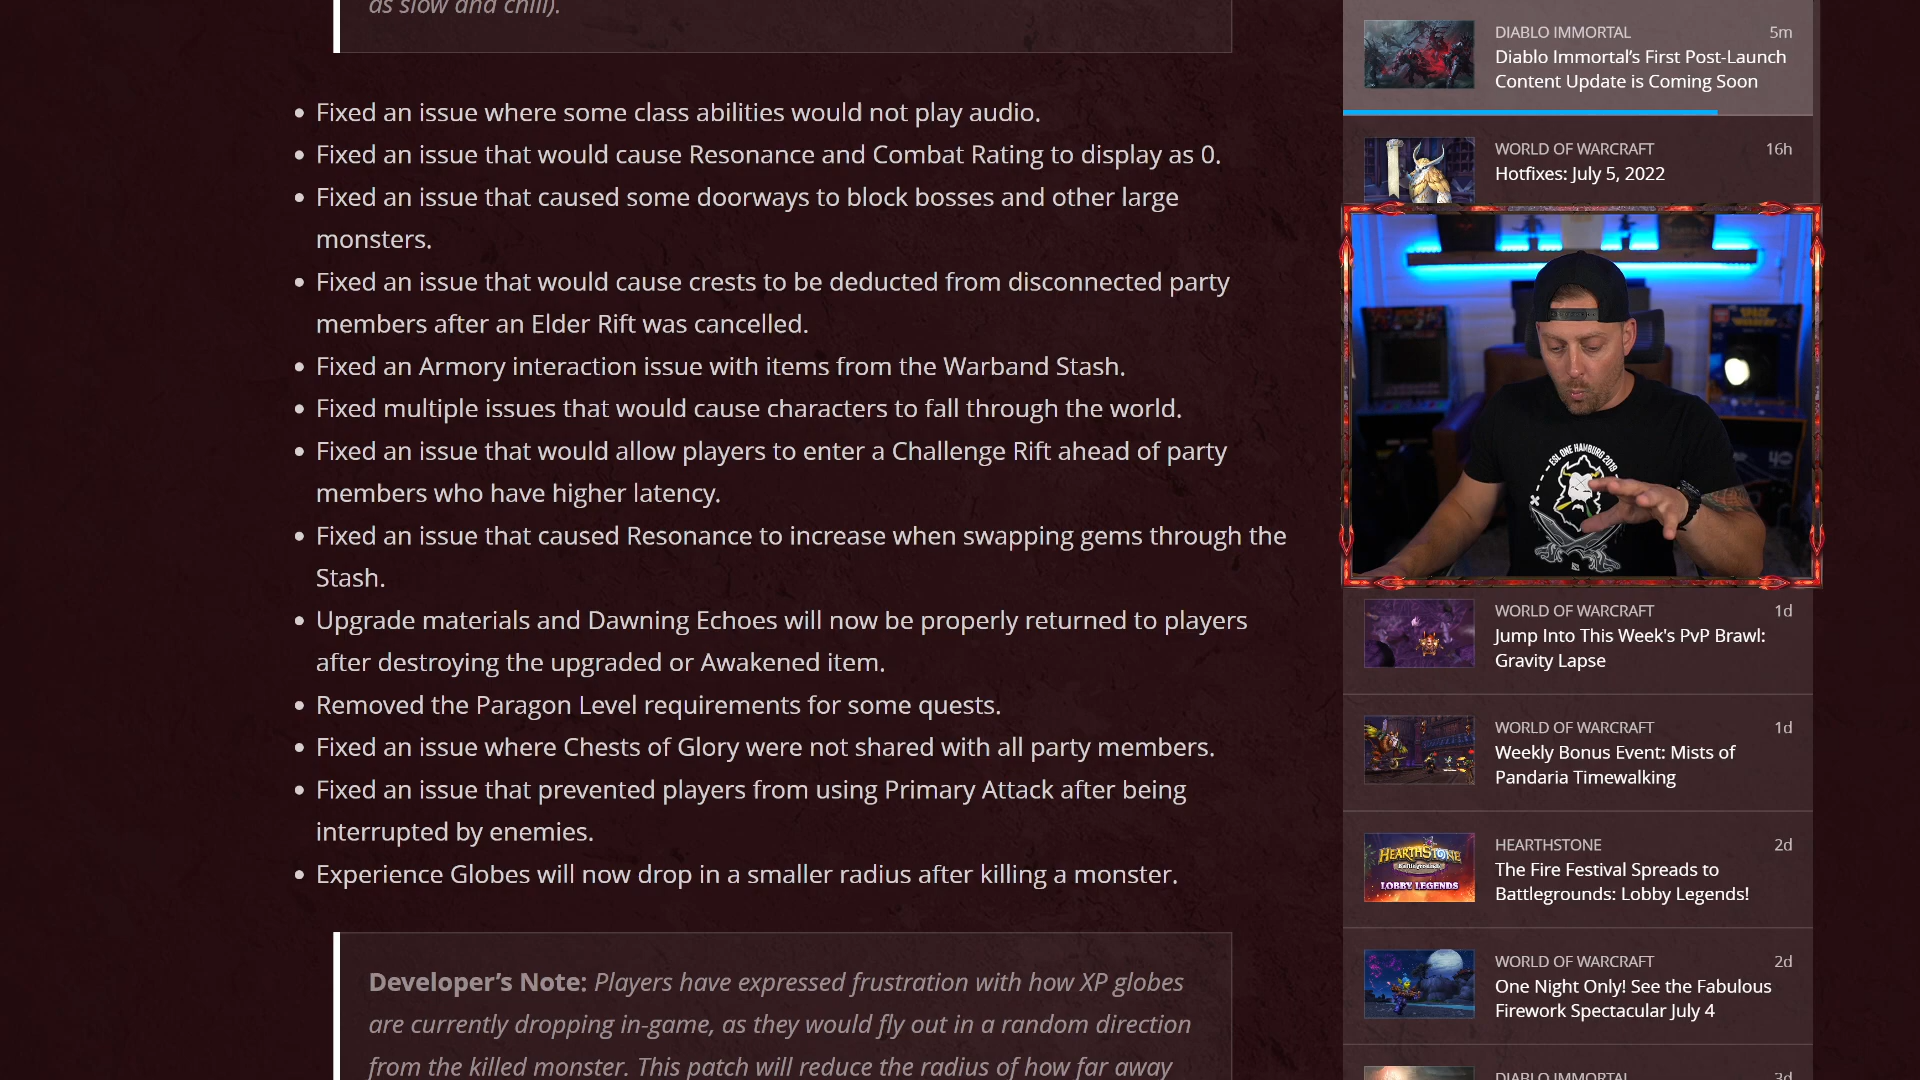 as slow and chill).
Fixed an issue where some class abilities would not play audio.
Fixed an issue that would cause Resonance and Combat Rating to display as 0.
Fixed an issue that caused some doorways to block bosses and other large
monsters.
Fixed an issue that would cause crests to be deducted from disconnected party
members after an Elder Rift was cancelled.
Fixed an Armory interaction issue with items from the Warband Stash.
Fixed multiple issues that would cause characters to fall through the world.
Fixed an issue that would allow players to enter a Challenge Rift ahead of party
members who have higher latency.
Fixed an issue that caused Resonance to increase when swapping gems through the
Stash.
Upgrade materials and Dawning Echoes will now be properly returned to players
after destroying the upgraded or Awakened item.
Removed the Paragon Level requirements for some quests.
Fixed an issue where Chests of Glory were not shared with all party members.
Fixed an issue that prevented players from using Primary Attack after being
interrupted by enemies.
Experience Globes will now drop in a smaller radius after killing a monster.
Developer’s Note: Players have expressed frustration with how XP globes
are currently dropping in-game, as they would fly out in a random direction
from the killed monster. This patch will reduce the radius of how far away
DIABLO IMMORTAL 5m
Diablo Immortal’s First Post-Launch
Content Update is Coming Soon
WORLD OF WARCRAFT 16h
Hotfixes: July 5, 2022
ESL ONE HAMBURG 2019
WORLD OF WARCRAFT 1d
Jump Into This Week's PvP Brawl:
Gravity Lapse
WORLD OF WARCRAFT 1d
Weekly Bonus Event: Mists of
Pandaria Timewalking
HEARTHSTONE
LOBBY LEGENDS
HEARTHSTONE 2d
The Fire Festival Spreads to
Battlegrounds: Lobby Legends!
WORLD OF WARCRAFT 2d
One Night Only! See the Fabulous
Firework Spectacular July 4
DIABLO IMMORTAL 3d